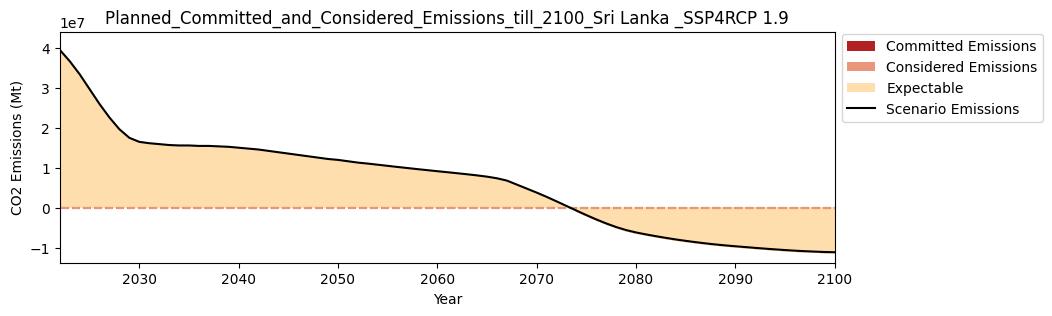 Planned_Committed_and_Considered_Emissions_till_2100_Sri Lanka _SSP4RCP 1.9
1e7
4
3
2
1
0
−1
CO2 Emissions (Mt)
2030 2040 2050 2060 2070 2080 2090 2100
Year
Committed Emissions
Considered Emissions
Expectable
Scenario Emissions